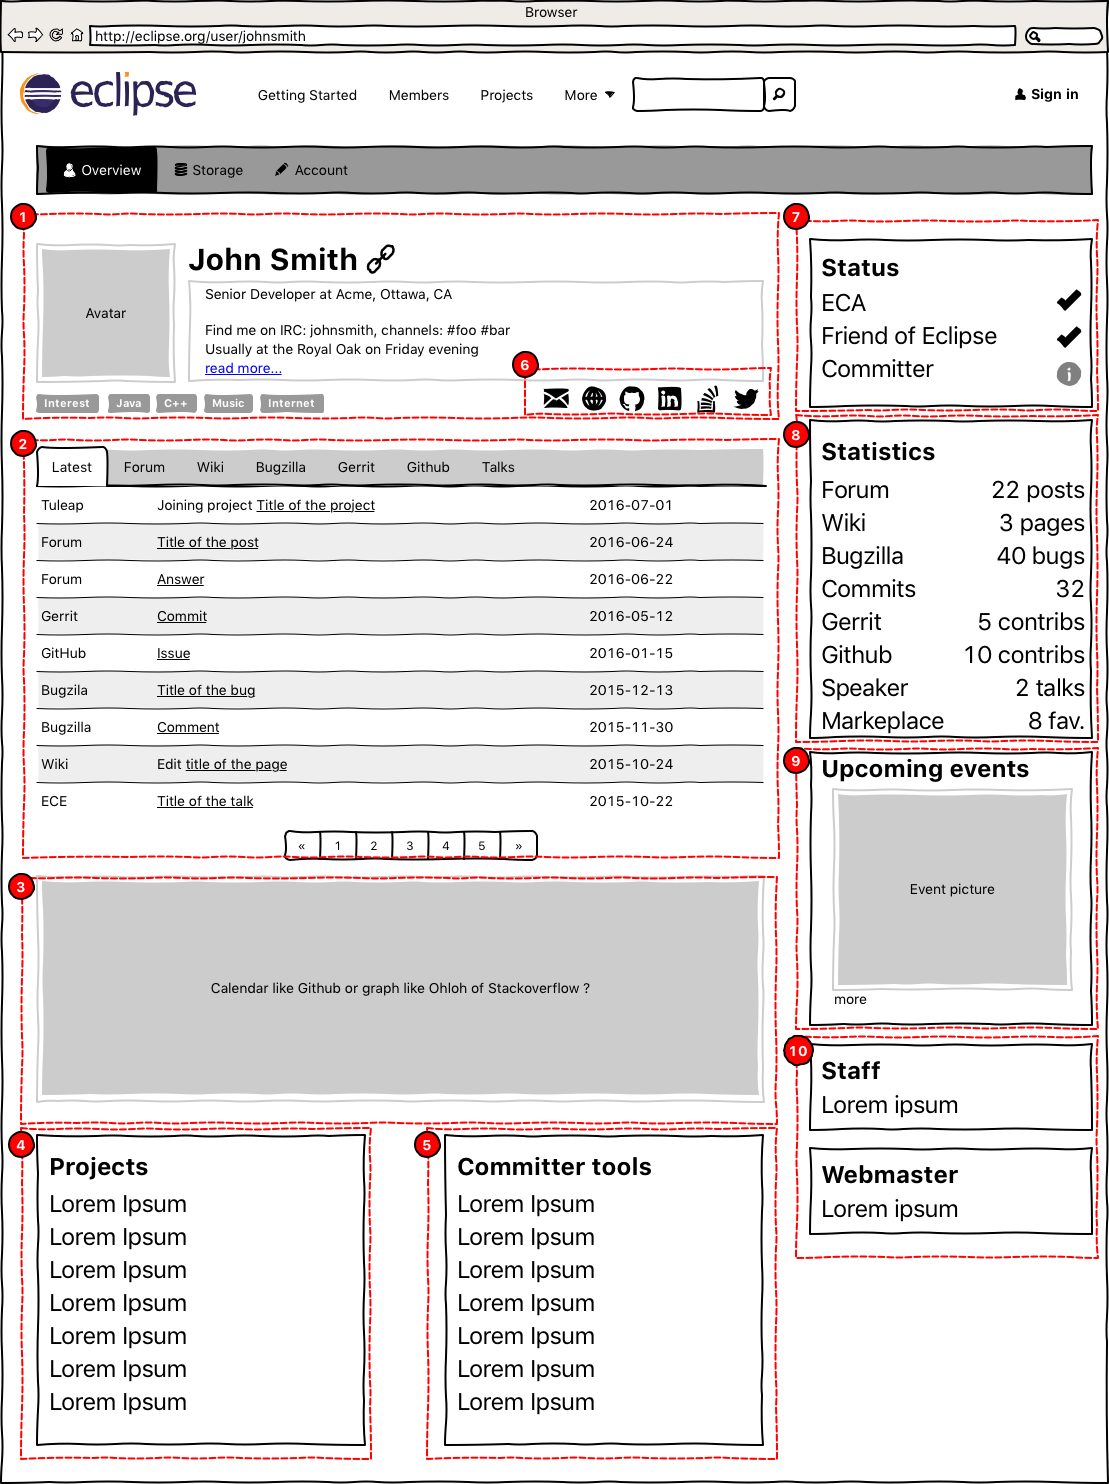 Browser
http://eclipse.org/user/johnsmith
eclipse
Getting Started Members Projects More
Sign in
Overview Storage Account
1
John Smith
Avatar
Senior Developer at Acme, Ottawa, CA
Find me on IRC: johnsmith, channels: #foo #bar
Usually at the Royal Oak on Friday evening
read more...
6
Interest Java C++ Music Internet
2
Latest Forum Wiki Bugzilla Gerrit Github Talks
Tuleap Joining project Title of the project 2016-07-01
Forum Title of the post 2016-06-24
Forum Answer 2016-06-22
Gerrit Commit 2016-05-12
GitHub Issue 2016-01-15
Bugzila Title of the bug 2015-12-13
Bugzilla Comment 2015-11-30
Wiki Edit title of the page 2015-10-24
ECE Title of the talk 2015-10-22
« 1 2 3 4 5 »
3
Calendar like Github or graph like Ohloh of Stackoverflow ?
4
Projects
Lorem Ipsum
Lorem Ipsum
Lorem Ipsum
Lorem Ipsum
Lorem Ipsum
Lorem Ipsum
Lorem Ipsum
5
Committer tools
Lorem Ipsum
Lorem Ipsum
Lorem Ipsum
Lorem Ipsum
Lorem Ipsum
Lorem Ipsum
Lorem Ipsum
7
Status
ECA
Friend of Eclipse
Committer
8
Statistics
Forum 22 posts
Wiki 3 pages
Bugzilla 40 bugs
Commits 32
Gerrit 5 contribs
Github 10 contribs
Speaker 2 talks
Markeplace 8 fav.
9
Upcoming events
Event picture
more
10
Staff
Lorem ipsum
Webmaster
Lorem ipsum